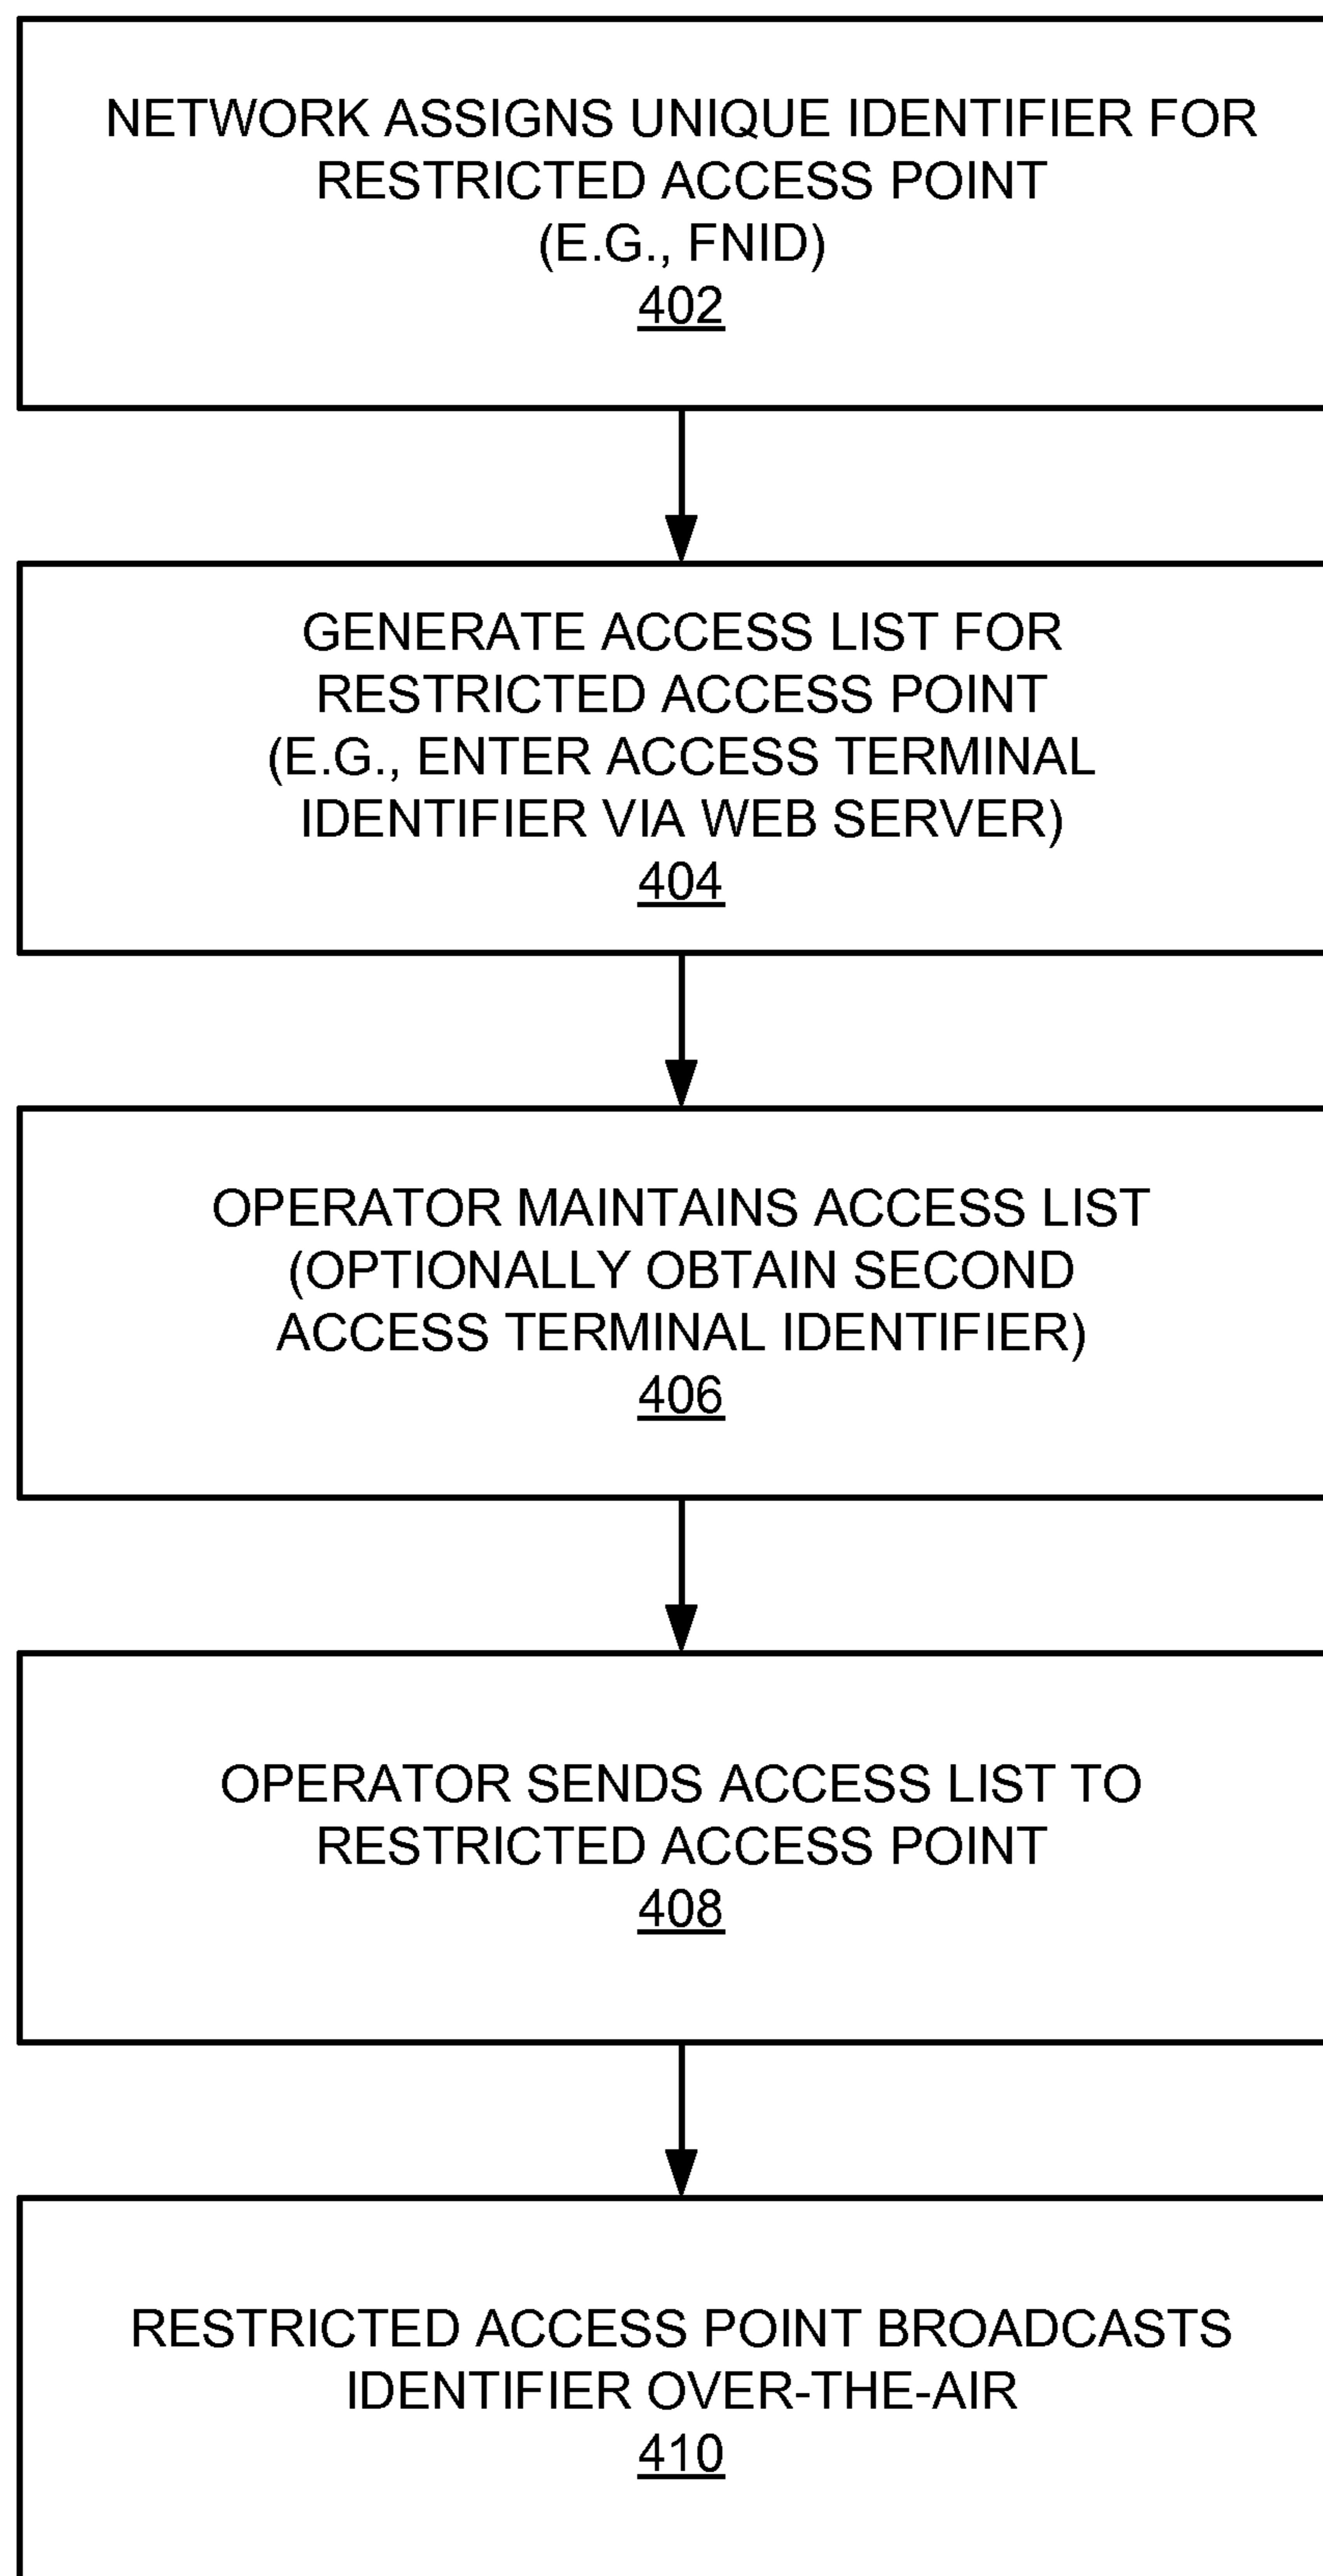 NETWORK ASSIGNS UNIQUE IDENTIFIER FOR
RESTRICTED ACCESS POINT
(E.G., FNID)
402
GENERATE ACCESS LIST FOR
RESTRICTED ACCESS POINT
(E.G., ENTER ACCESS TERMINAL
IDENTIFIER VIA WEB SERVER)
404
OPERATOR MAINTAINS ACCESS LIST
(OPTIONALLY OBTAIN SECOND
ACCESS TERMINAL IDENTIFIER)
406
OPERATOR SENDS ACCESS LIST TO
RESTRICTED ACCESS POINT
408
RESTRICTED ACCESS POINT BROADCASTS
IDENTIFIER OVER-THE-AIR
410